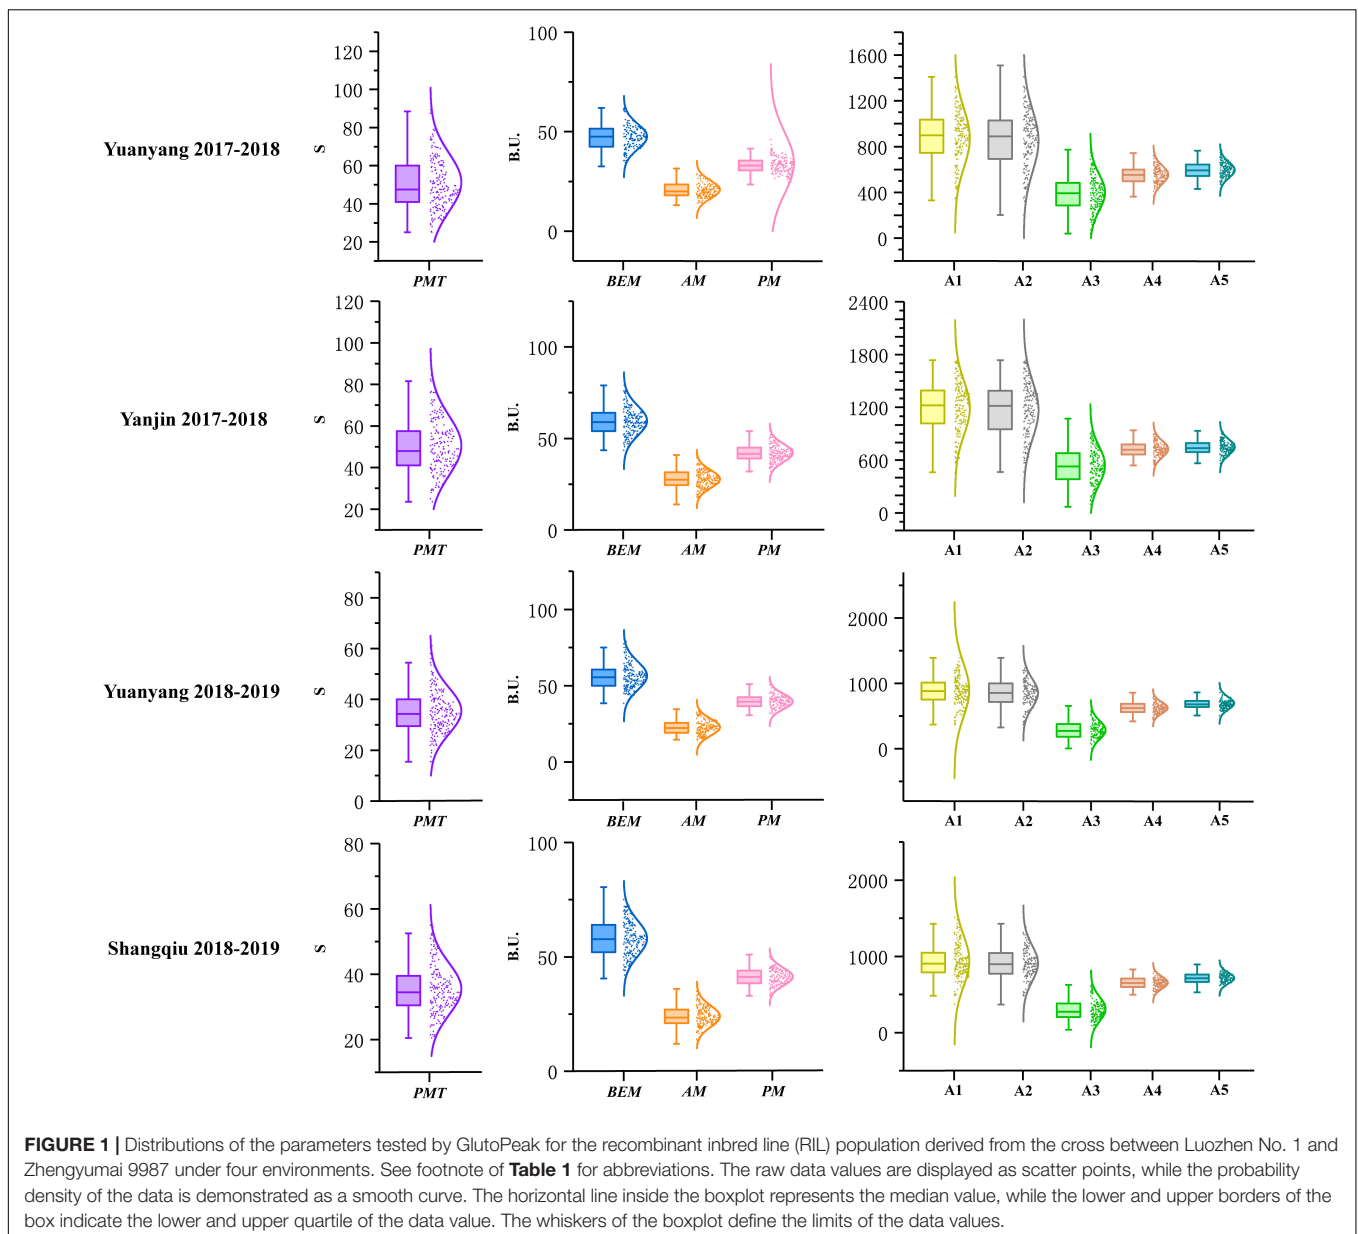 120
100
80
60
40
20
S
PMT
100
50
0
B.U.
BEM AM PM
1600
1200
800
400
0
A1 A2 A3 A4 A5
Yuanyang 2017-2018
120
100
80
60
40
20
S
PMT
100
50
0
B.U.
BEM AM PM
2400
1800
1200
600
0
A1 A2 A3 A4 A5
Yanjin 2017-2018
80
60
40
20
0
S
PMT
100
50
0
B.U.
BEM AM PM
2000
1000
0
A1 A2 A3 A4 A5
Yuanyang 2018-2019
80
60
40
20
S
PMT
100
50
0
B.U.
BEM AM PM
2000
1000
0
A1 A2 A3 A4 A5
Shangqiu 2018-2019
FIGURE 1 | Distributions of the parameters tested by GlutoPeak for the recombinant inbred line (RIL) population derived from the cross between Luozhen No. 1 and
Zhengyumai 9987 under four environments. See footnote of Table 1 for abbreviations. The raw data values are displayed as scatter points, while the probability
density of the data is demonstrated as a smooth curve. The horizontal line inside the boxplot represents the median value, while the lower and upper borders of the
box indicate the lower and upper quartile of the data value. The whiskers of the boxplot define the limits of the data values.